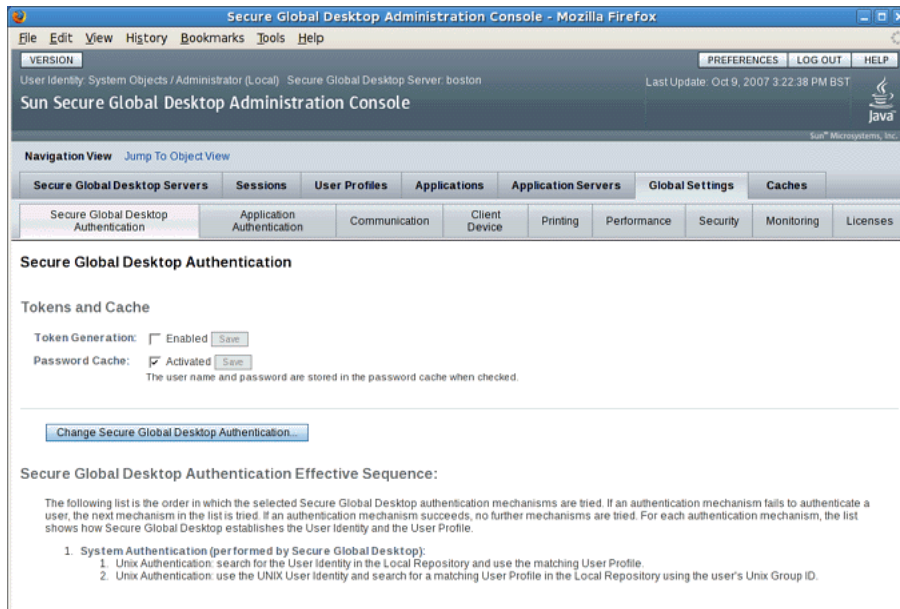 Secure Global Desktop Administration Console - Mozilla Firefox
File Edit View History Bookmarks Tools Help
VERSION PREFERENCES LOG OUT HELP
User Identity: System Objects / Administrator (Local) Secure Global Desktop Server: boston Last Update: Oct 9, 2007 3:22:38 PM BST
Sun Secure Global Desktop Administration Console
Java
Sun™ Microsystems, Inc.
Navigation View Jump To Object View
Secure Global Desktop Servers Sessions User Profiles Applications Application Servers Global Settings Caches
Secure Global Desktop Authentication Application Authentication Communication Client Device Printing Performance Security Monitoring Licenses
Secure Global Desktop Authentication
Tokens and Cache
Token Generation: Enabled Save
Password Cache: Activated Save
The user name and password are stored in the password cache when checked.
Change Secure Global Desktop Authentication...
Secure Global Desktop Authentication Effective Sequence:
The following list is the order in which the selected Secure Global Desktop authentication mechanisms are tried. If an authentication mechanism fails to authenticate a
user, the next mechanism in the list is tried. If an authentication mechanism succeeds, no further mechanisms are tried. For each authentication mechanism, the list
shows how Secure Global Desktop establishes the User Identity and the User Profile.
1. System Authentication (performed by Secure Global Desktop):
1. Unix Authentication: search for the User Identity in the Local Repository and use the matching User Profile.
2. Unix Authentication: use the UNIX User Identity and search for a matching User Profile in the Local Repository using the user's Unix Group ID.